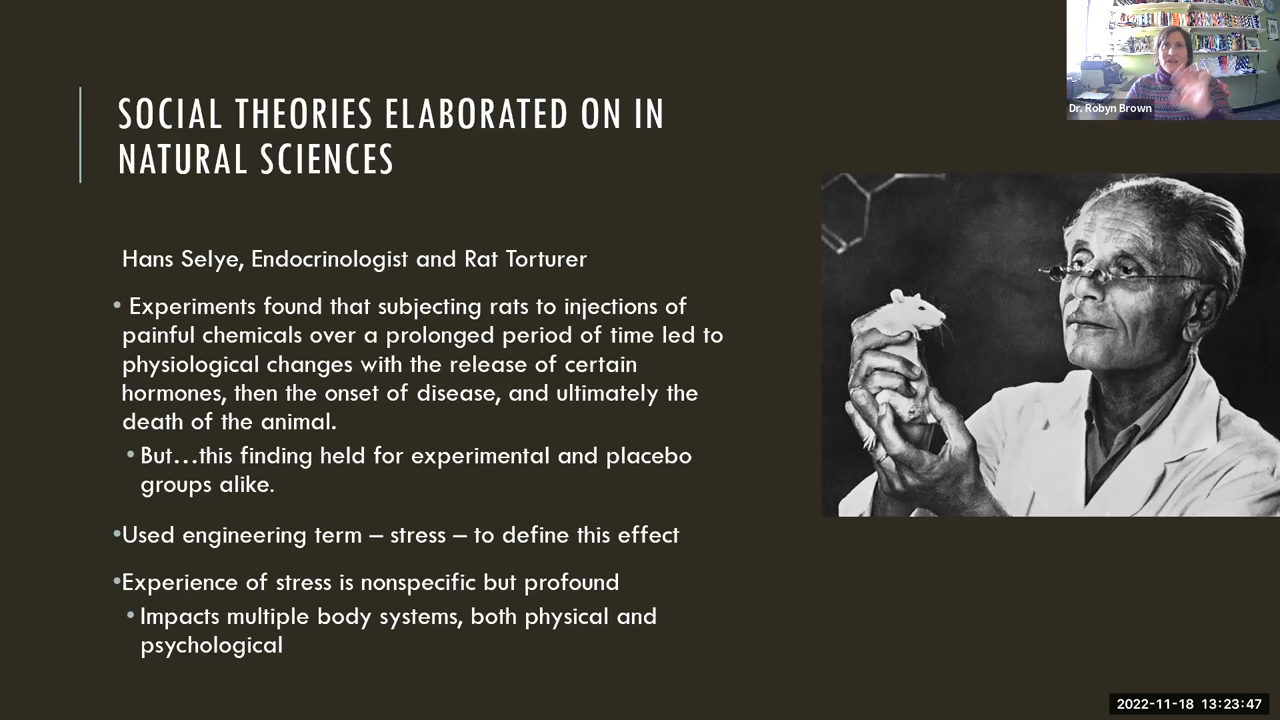 Dr. Robyn Brown
SOCIAL THEORIES ELABORATED ON IN
NATURAL SCIENCES
Hans Selye, Endocrinologist and Rat Torturer
• Experiments found that subjecting rats to injections of
painful chemicals over a prolonged period of time led to
physiological changes with the release of certain
hormones, then the onset of disease, and ultimately the
death of the animal.
• But…this finding held for experimental and placebo
groups alike.
•Used engineering term – stress – to define this effect
•Experience of stress is nonspecific but profound
• Impacts multiple body systems, both physical and
psychological
2022-11-18 13:23:47